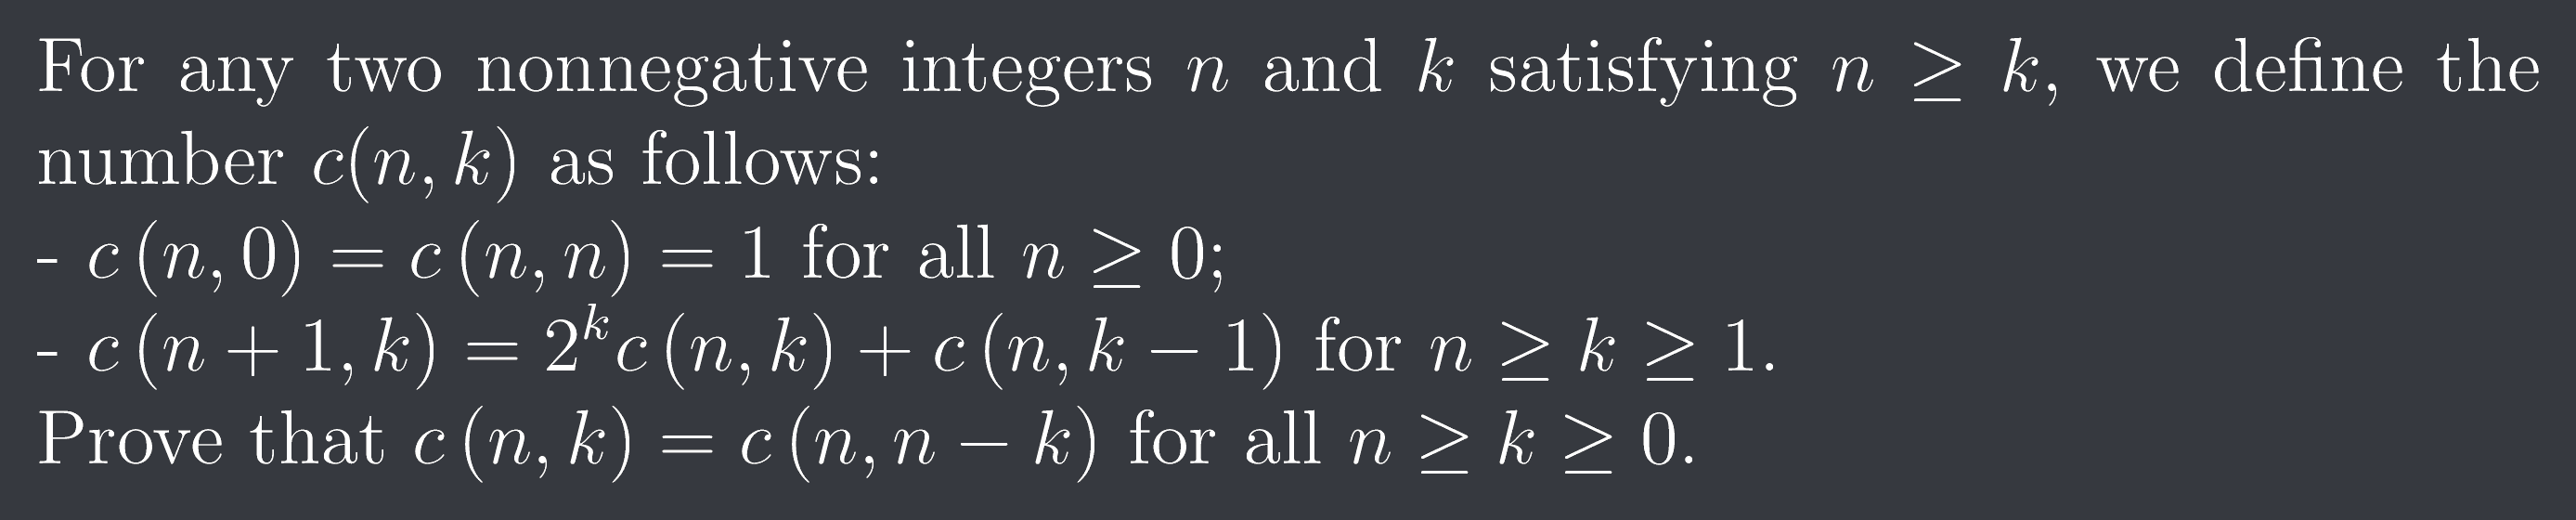 For any two nonnegative integers n and k satisfying n ≥ k, we define the
number c(n, k) as follows:
- c (n, 0) = c (n, n) = 1 for all n ≥ 0;
- c (n + 1, k) = 2^k c (n, k) + c (n, k − 1) for n ≥ k ≥ 1.
Prove that c (n, k) = c (n, n − k) for all n ≥ k ≥ 0.